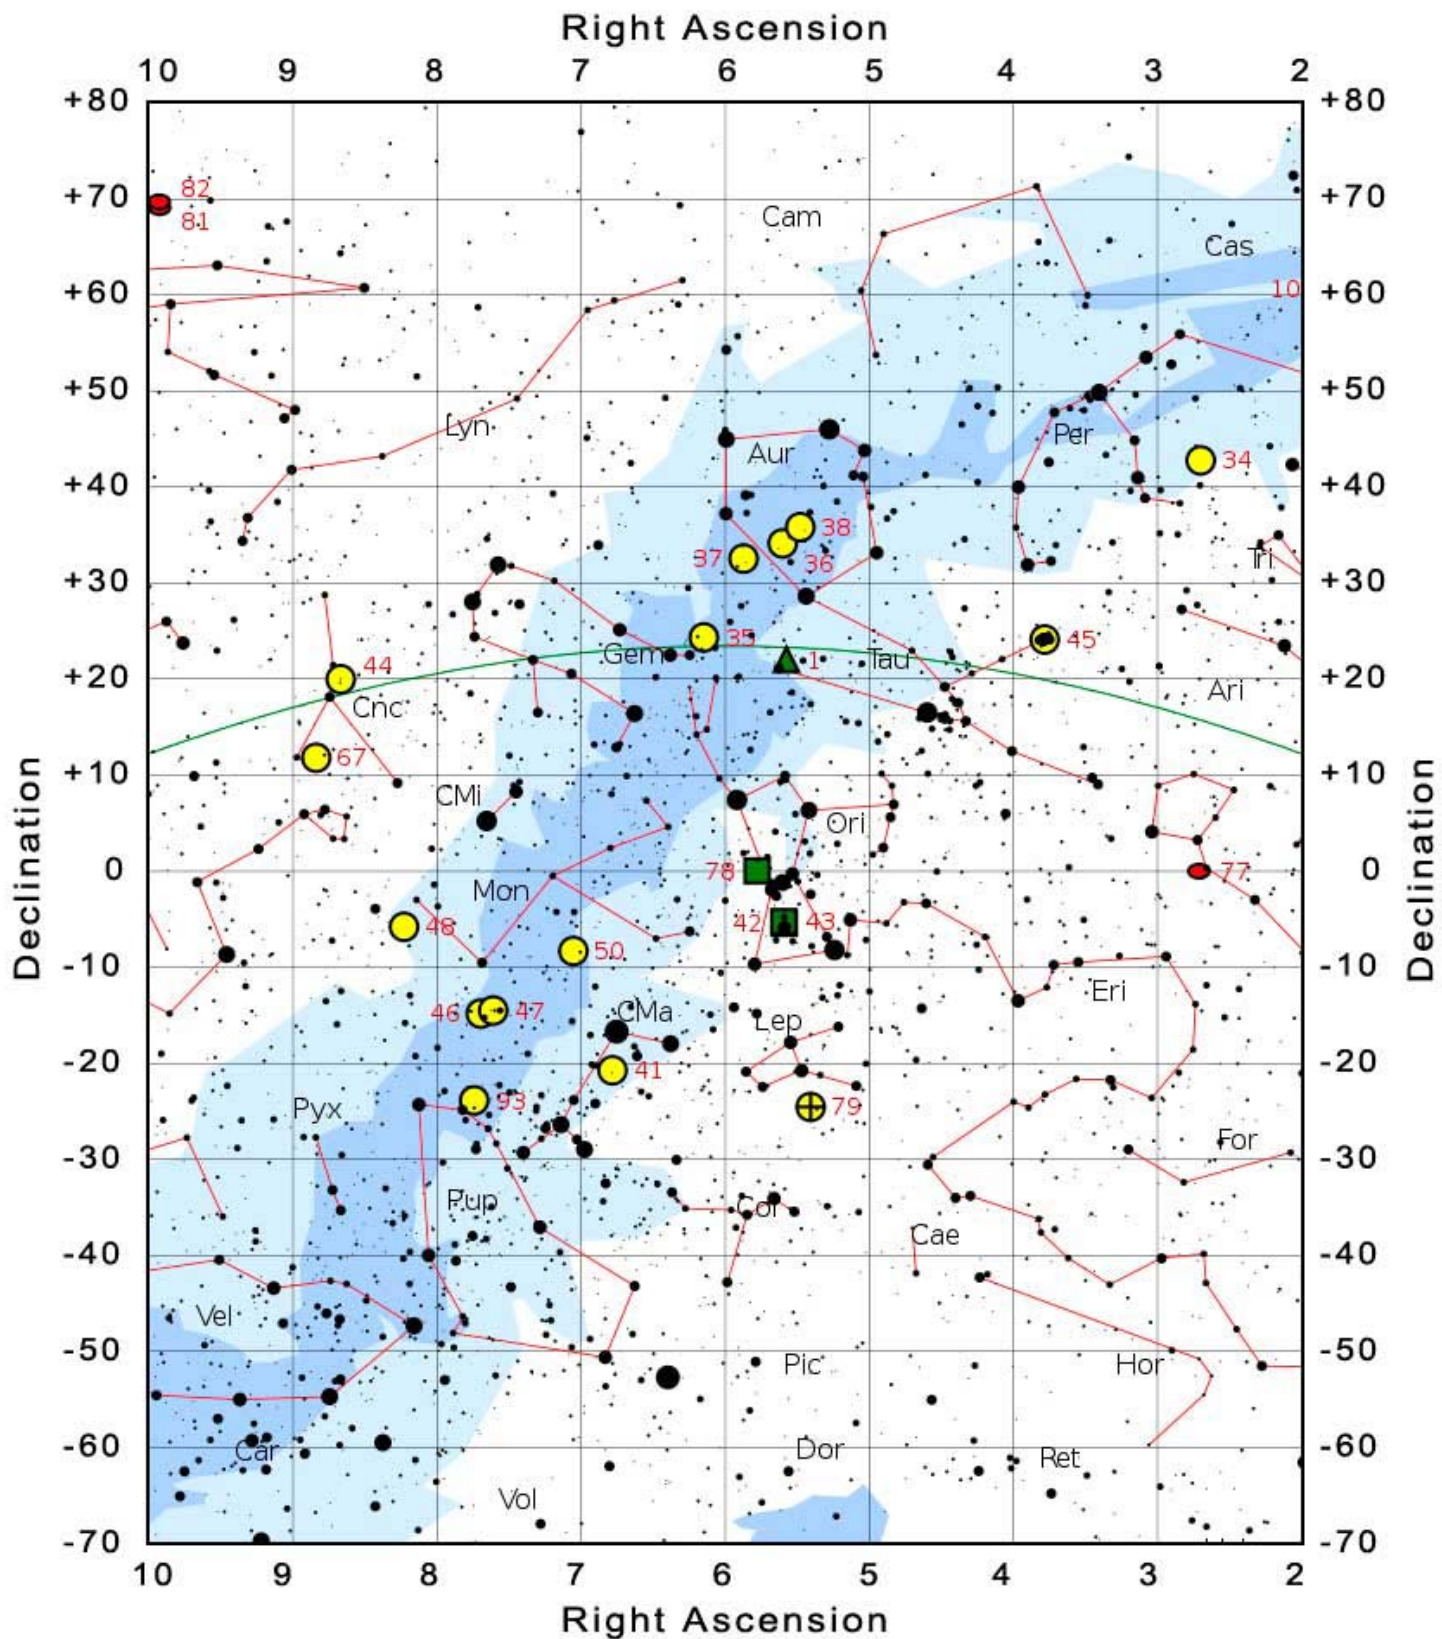 Right Ascension
10 9 8 7 6 5 4 3 2
+80 +80
82
+70 +70
81
Cam
Cas
+60 10 +60
+50 +50
Lyn Per
Aur 34
+40 +40
38
37 36
Tri
+30 +30
35 45
Gem 1 Tau
44
+20 +20
Cnc Ari
67
+10 +10
CMi
Ori
0 78 77 0
Mon
48 42 43
50
-10 -10
Eri
46 47 CMa Lep
-20 41 -20
93 79
Pyx
For
-30 -30
Pup Col
Cae
-40 -40
Vel
-50 -50
Pic Hor
-60 Car Dor Ret -60
Vol
-70 -70
10 9 8 7 6 5 4 3 2
Right Ascension
Declination
Declination